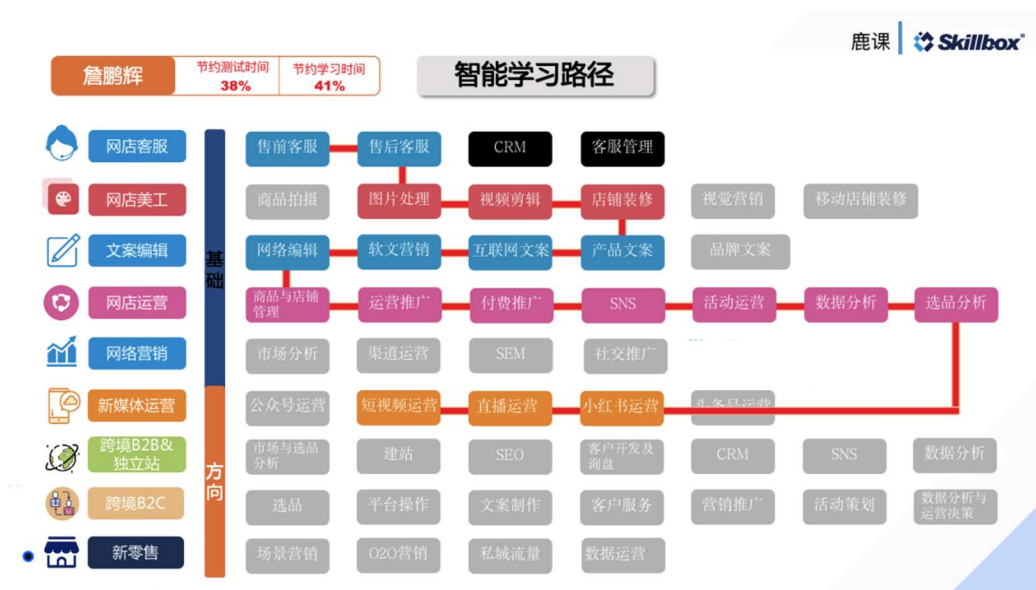 鹿课 Skillbox
詹鹏辉
节约测试时间
38%
节约学习时间
41%
智能学习路径
基础
方向
网店客服 售前客服 售后客服 CRM 客服管理
网店美工 商品拍摄 图片处理 视频剪辑 店铺装修 视觉营销 移动店铺装修
文案编辑 网络编辑 软文营销 互联网文案 产品文案 品牌文案
网店运营 商品与店铺
管理
运营推广 付费推广 SNS 活动运营 数据分析 选品分析
网络营销 市场分析 渠道运营 SEM 社交推广
新媒体运营 公众号运营 短视频运营 直播运营 小红书运营 头条号运营
跨境B2B&
独立站
市场与选品
分析
建站 SEO
客户开发及
询盘
CRM SNS 数据分析
跨境B2C 选品 平台操作 文案制作 客户服务 营销推广 活动策划
数据分析与
运营决策
新零售 场景营销 O2O营销 私域流量 数据运营